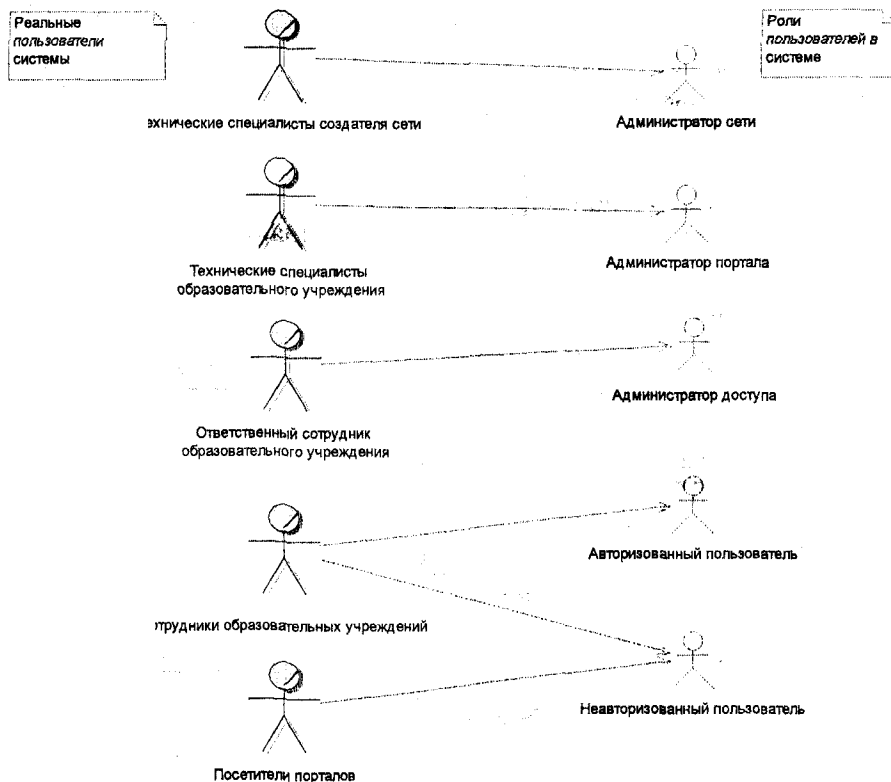 Реальные
пользователи
системы
Роли
пользователей в
системе
ехнические специалисты создателя сети
Администратор сети
Технические специалисты
образовательного учреждения
Администратор портала
Ответственный сотрудник
образовательного учреждения
Администратор доступа
Авторизованный пользователь
отрудники образовательных учреждений
Неавторизованный пользователь
Посетители порталов